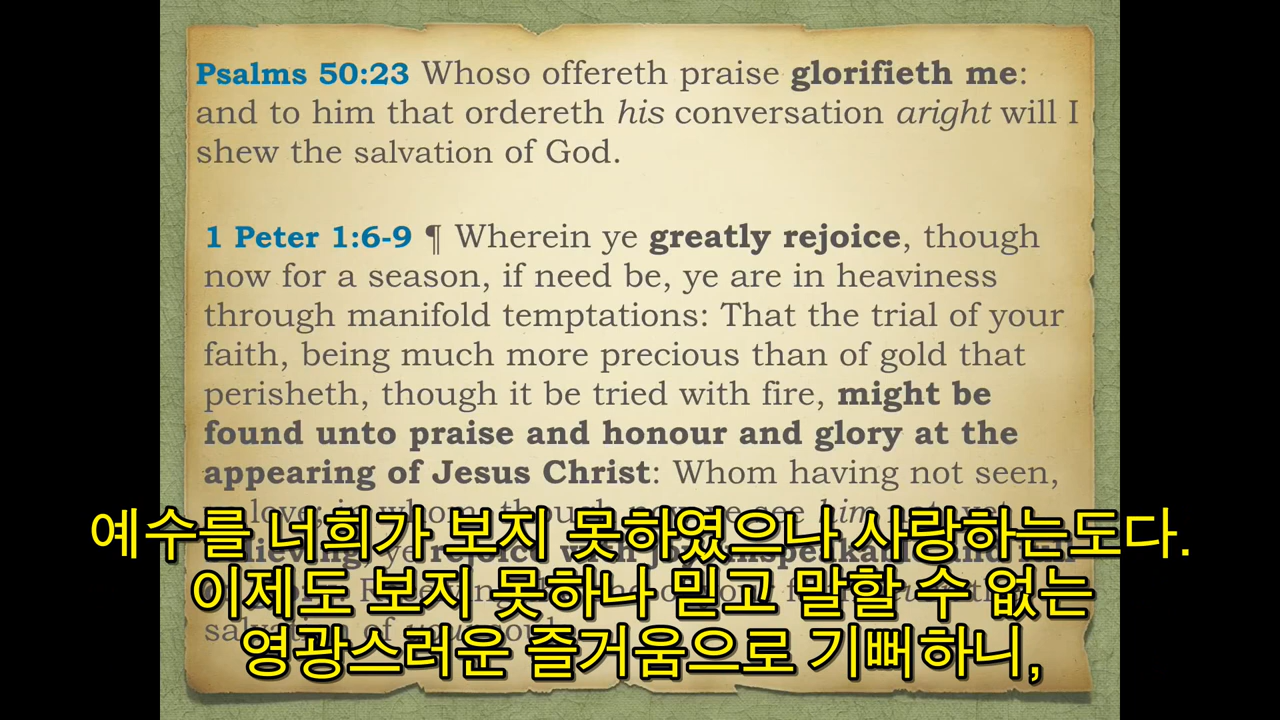 Psalms 50:23 Whoso offereth praise glorifieth me:
and to him that ordereth his conversation aright will I
shew the salvation of God.
1 Peter 1:6-9 ¶ Wherein ye greatly rejoice, though
now for a season, if need be, ye are in heaviness
through manifold temptations: That the trial of your
faith, being much more precious than of gold that
perisheth, though it be tried with fire, might be
found unto praise and honour and glory at the
appearing of Jesus Christ: Whom having not seen,
예수를 너희가 보지 못하였으나 사랑하는도다.
이제도 보지 못하나 믿고 말할 수 없는
영광스러운 즐거움으로 기뻐하니,